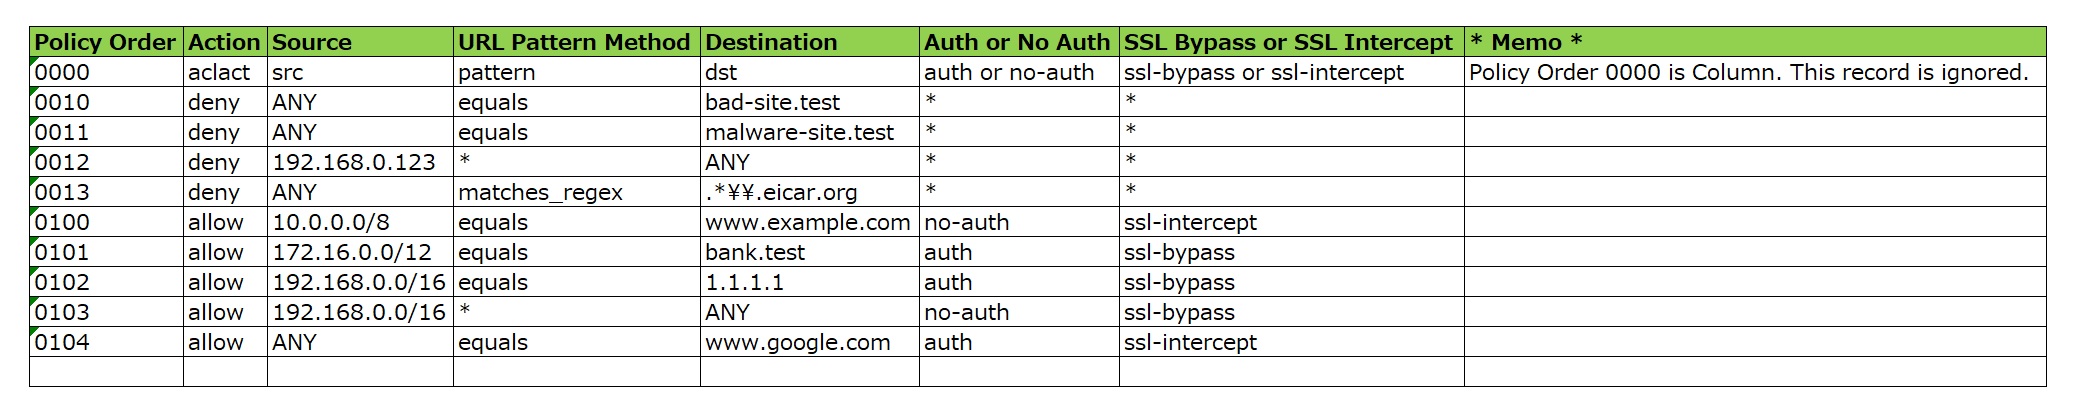 Policy Order Action Source URL Pattern Method Destination Auth or No Auth SSL Bypass or SSL Intercept * Memo *
0000 aclact src pattern dst auth or no-auth ssl-bypass or ssl-intercept Policy Order 0000 is Column. This record is ignored.
0010 deny ANY equals bad-site.test * *
0011 deny ANY equals malware-site.test * *
0012 deny 192.168.0.123 * ANY * *
0013 deny ANY matches_regex .*¥¥.eicar.org * *
0100 allow 10.0.0.0/8 equals www.example.com no-auth ssl-intercept
0101 allow 172.16.0.0/12 equals bank.test auth ssl-bypass
0102 allow 192.168.0.0/16 equals 1.1.1.1 auth ssl-bypass
0103 allow 192.168.0.0/16 * ANY no-auth ssl-bypass
0104 allow ANY equals www.google.com auth ssl-intercept